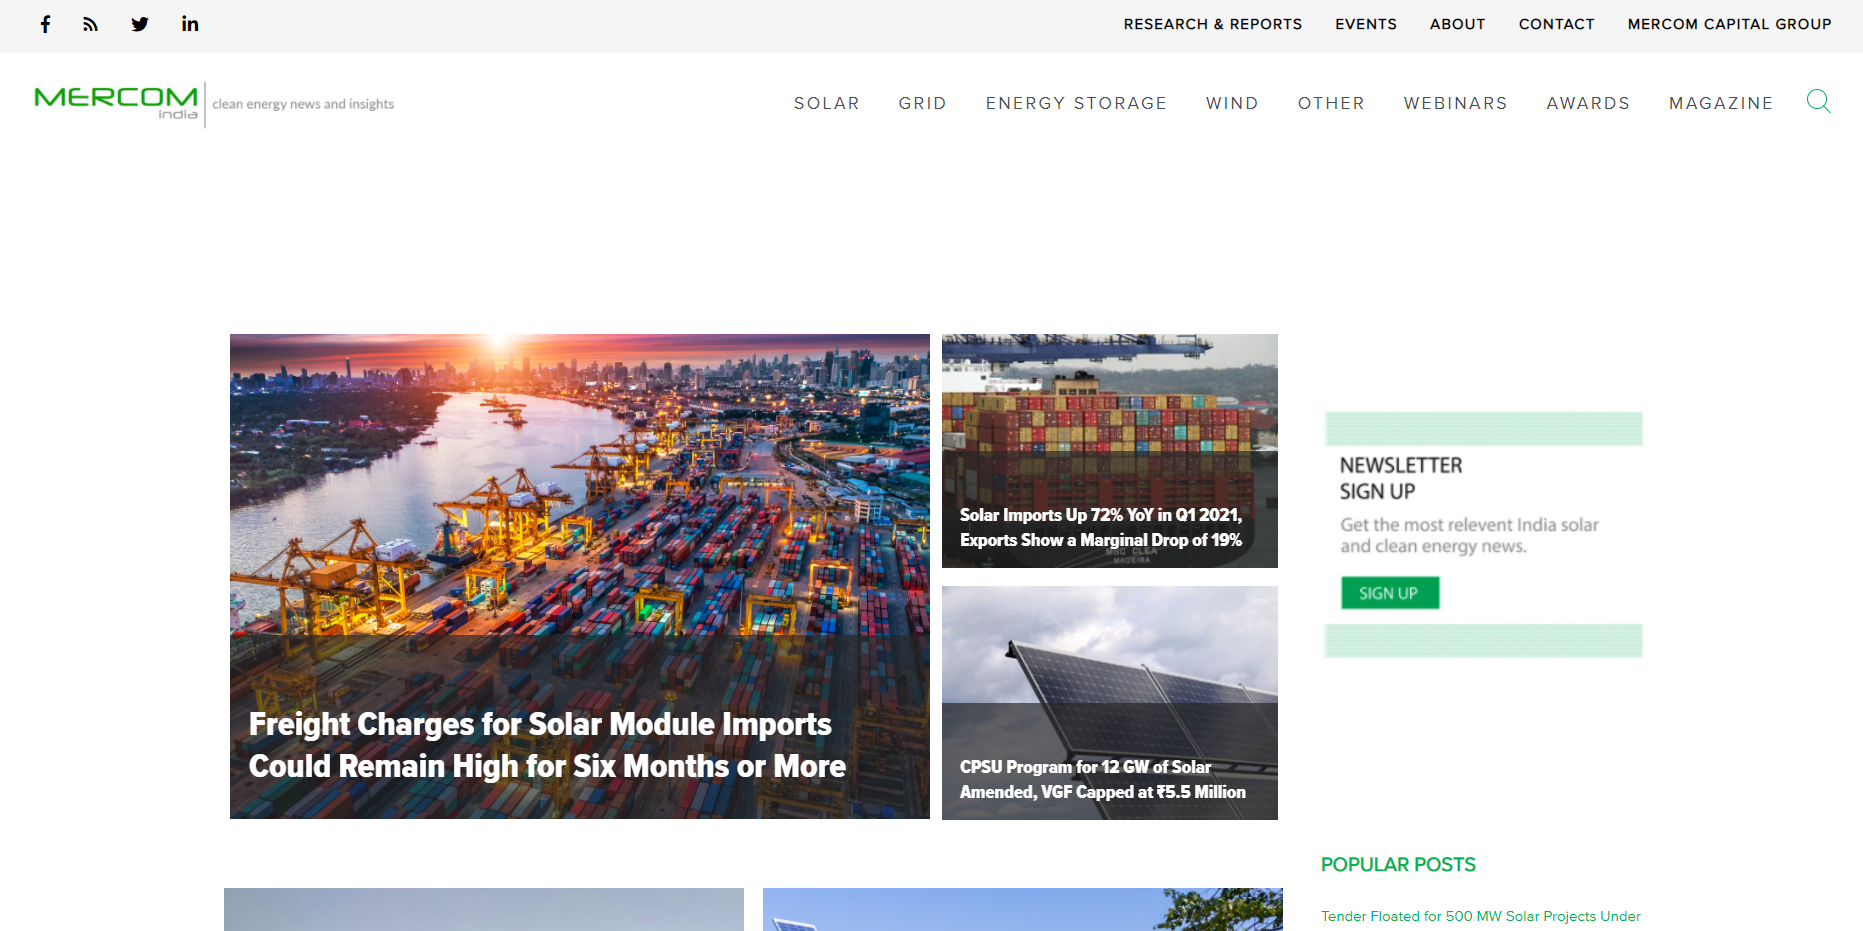 RESEARCH & REPORTS EVENTS ABOUT CONTACT MERCOM CAPITAL GROUP
MERCOM
India
clean energy news and insights
SOLAR GRID ENERGY STORAGE WIND OTHER WEBINARS AWARDS MAGAZINE
Freight Charges for Solar Module Imports
Could Remain High for Six Months or More
Solar Imports Up 72% YoY in Q1 2021,
Exports Show a Marginal Drop of 19%
MSC CLEA
MADEIRA
CPSU Program for 12 GW of Solar
Amended, VGF Capped at ₹5.5 Million
NEWSLETTER
SIGN UP
Get the most relevent India solar
and clean energy news.
SIGN UP
POPULAR POSTS
Tender Floated for 500 MW Solar Projects Under